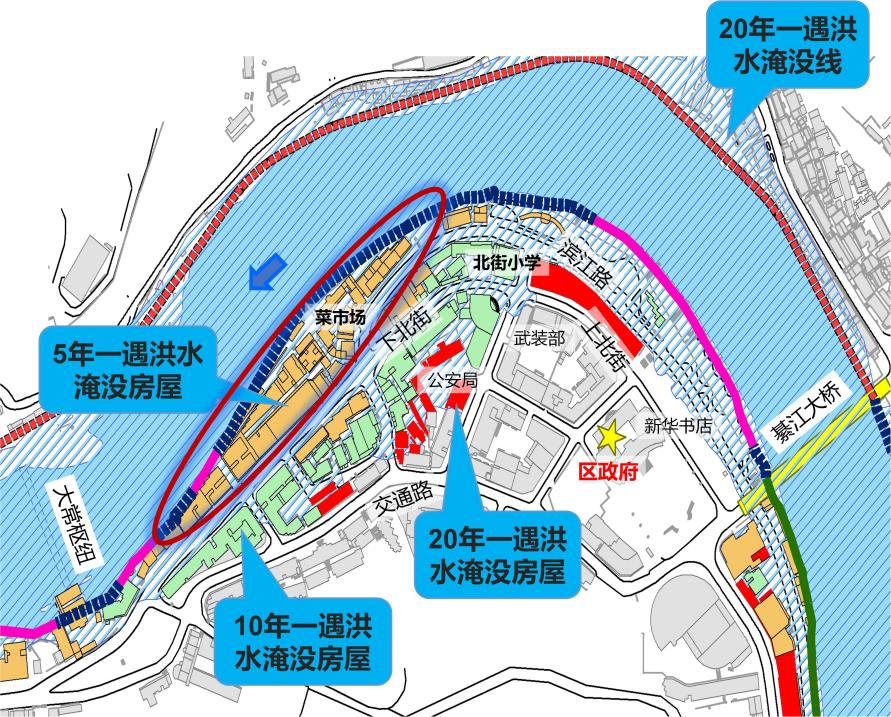 20年一遇洪
水淹没线
北街小学
滨江路
菜市场
下北街
武装部
上北街
5年一遇洪水
淹没房屋
公安局
新华书店
綦江大桥
区政府
大常枢纽
交通路
20年一遇洪
水淹没房屋
10年一遇洪
水淹没房屋